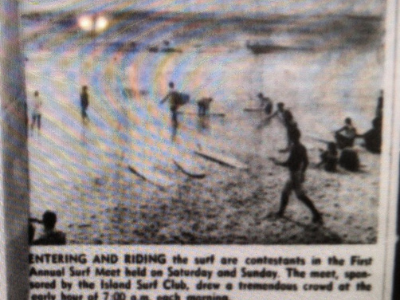 ENTERING AND RIDING the surf are contestants in the First
Annual Surf Meet held on Saturday and Sunday. The meet, spon-
sored by the Island Surf Club, drew a tremendous crowd at the
early hour of 7:00 a.m. each morning.